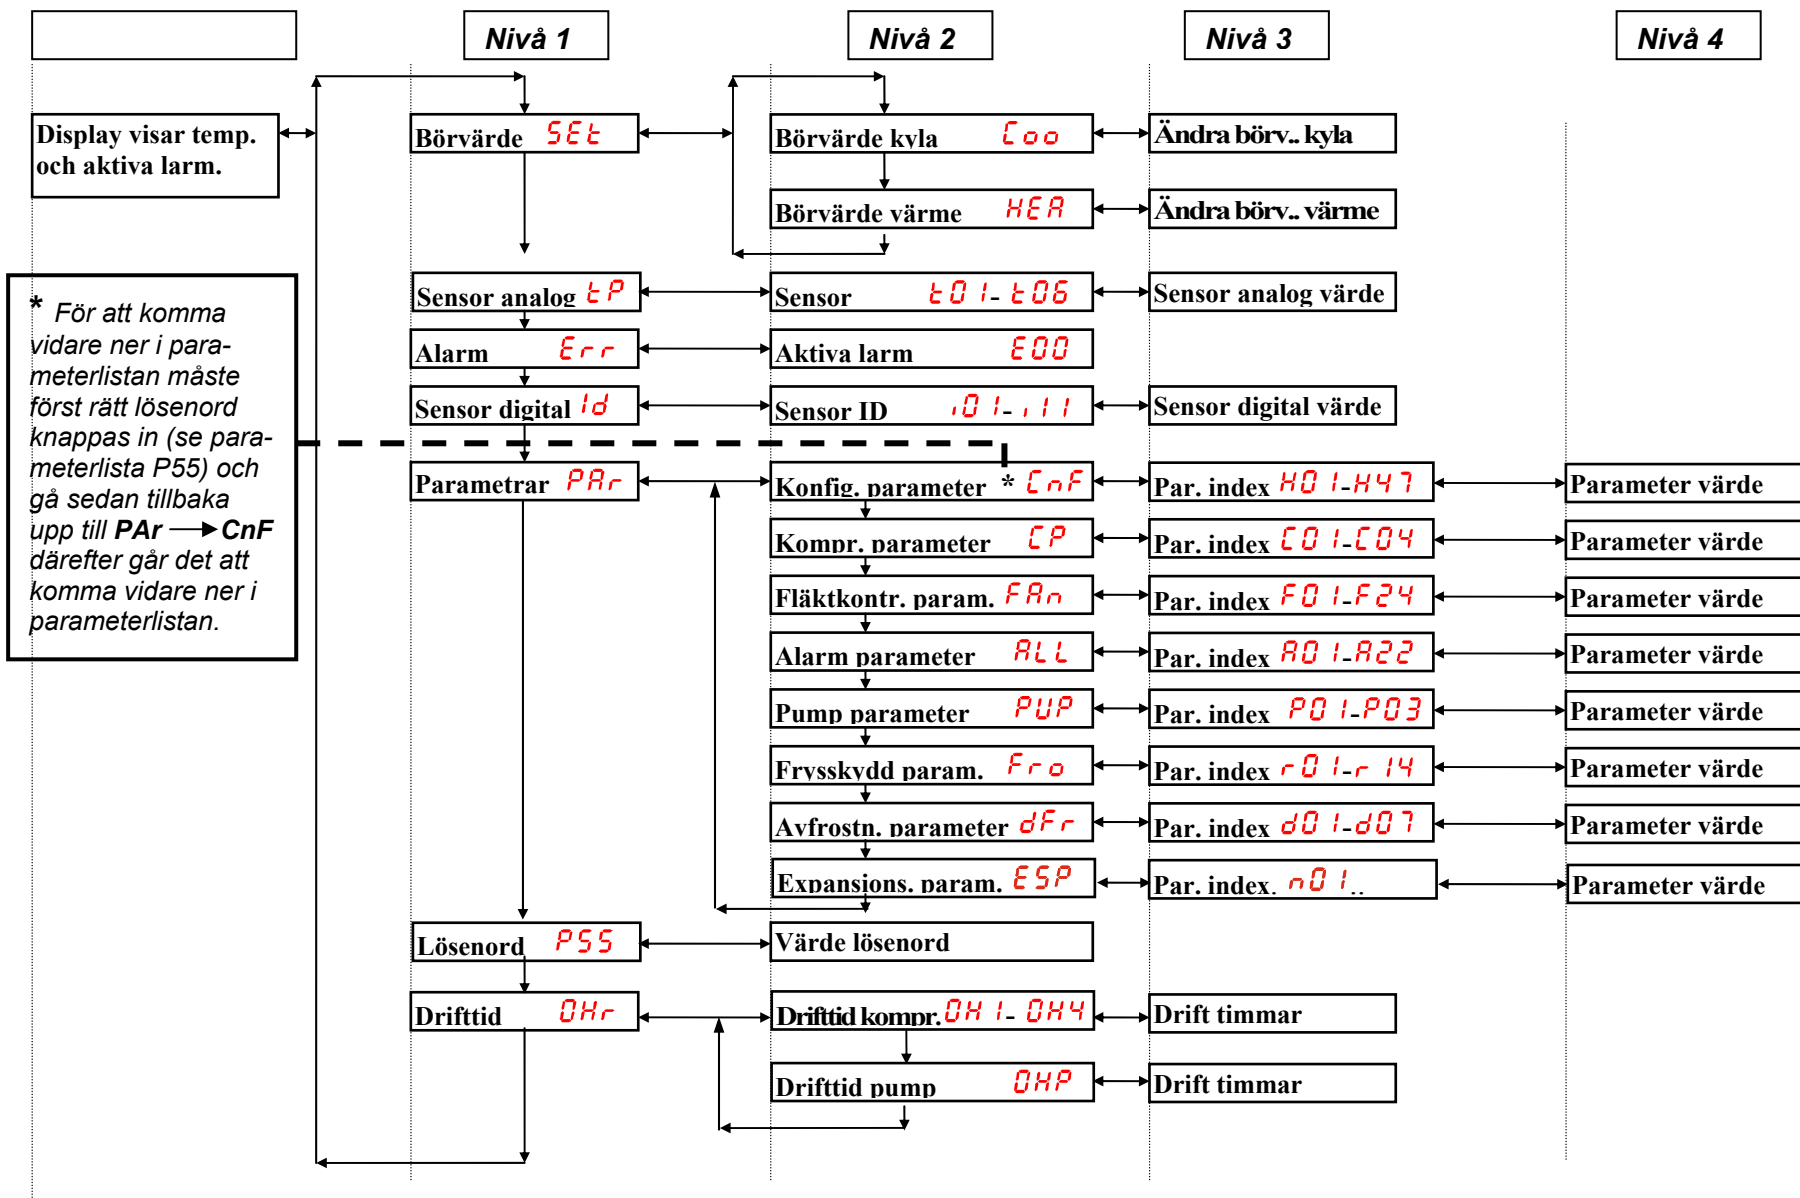 Nivå 1
Nivå 2
Nivå 3
Nivå 4
Display visar temp.
och aktiva larm.
Börvärde SEt
Börvärde kyla Coo
Ändra börv.. kyla
Börvärde värme HEA
Ändra börv.. värme
Sensor analog tP
Sensor t01-t06
Sensor analog värde
Alarm Err
Aktiva larm E00
Sensor digital Id
Sensor ID i01-i11
Sensor digital värde
* För att komma
vidare ner i para-
meterlistan måste
först rätt lösenord
knappas in (se para-
meterlista P55) och
gå sedan tillbaka
upp till PAr → CnF
därefter går det att
komma vidare ner i
parameterlistan.
Parametrar PAr
Konfig. parameter * CnF
Par. index H01-H47
Parameter värde
Kompr. parameter CP
Par. index C01-C04
Parameter värde
Fläktkontr. param. FAn
Par. index F01-F24
Parameter värde
Alarm parameter ALL
Par. index A01-A22
Parameter värde
Pump parameter PUP
Par. index P01-P03
Parameter värde
Frysskydd param. Fro
Par. index r01-r14
Parameter värde
Avfrostn. parameter dFr
Par. index d01-d07
Parameter värde
Expansions. param. ESP
Par. index. n01..
Parameter värde
Lösenord PSS
Värde lösenord
Drifttid OHr
Drifttid kompr. OH1- OH4
Drift timmar
Drifttid pump OHP
Drift timmar